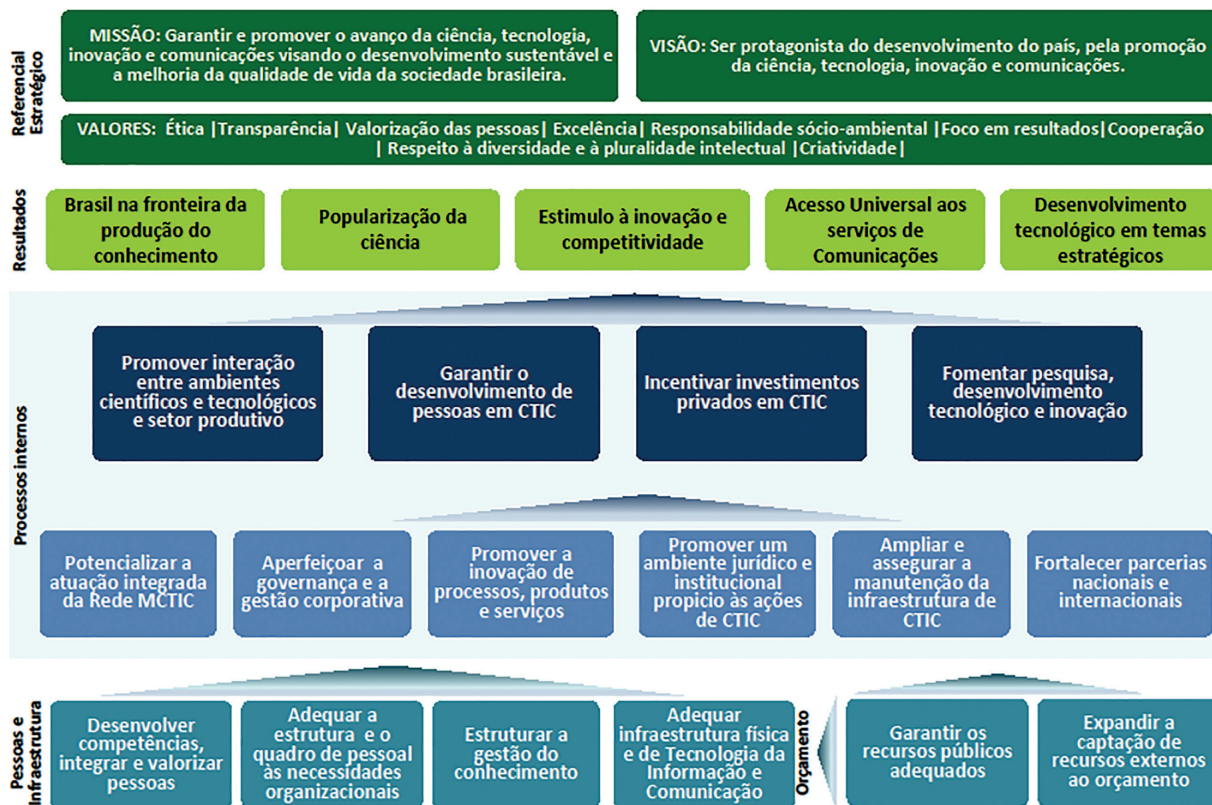 Referencial
Estratégico
MISSÃO: Garantir e promover o avanço da ciência, tecnologia,
inovação e comunicações visando o desenvolvimento sustentável e
a melhoria da qualidade de vida da sociedade brasileira.
VISÃO: Ser protagonista do desenvolvimento do país, pela promoção
da ciência, tecnologia, inovação e comunicações.
VALORES: Ética |Transparência| Valorização das pessoas| Excelência| Responsabilidade sócio-ambiental |Foco em resultados|Cooperação
| Respeito à diversidade e à pluralidade intelectual |Criatividade|
Resultados
Brasil na fronteira da
produção do
conhecimento
Popularização da
ciência
Estimulo à inovação e
competitividade
Acesso Universal aos
serviços de
Comunicações
Desenvolvimento
tecnológico em temas
estratégicos
Processos internos
Promover interação
entre ambientes
científicos e tecnológicos
e setor produtivo
Garantir o
desenvolvimento de
pessoas em CTIC
Incentivar investimentos
privados em CTIC
Fomentar pesquisa,
desenvolvimento
tecnológico e inovação
Potencializar a
atuação integrada
da Rede MCTIC
Aperfeiçoar a
governança e a
gestão corporativa
Promover a
inovação de
processos, produtos
e serviços
Promover um
ambiente jurídico e
institucional
propicio às ações
de CTIC
Ampliar e
assegurar a
manutenção da
infraestrutura de
CTIC
Fortalecer parcerias
nacionais e
internacionais
Pessoas e
Infraestrutura
Desenvolver
competências,
integrar e valorizar
pessoas
Adequar a
estrutura e o
quadro de pessoal
às necessidades
organizacionais
Estruturar a
gestão do
conhecimento
Adequar
infraestrutura física
e de Tecnologia da
Informação e
Comunicação
Orçamento
Garantir os
recursos públicos
adequados
Expandir a
captação de
recursos externos
ao orçamento